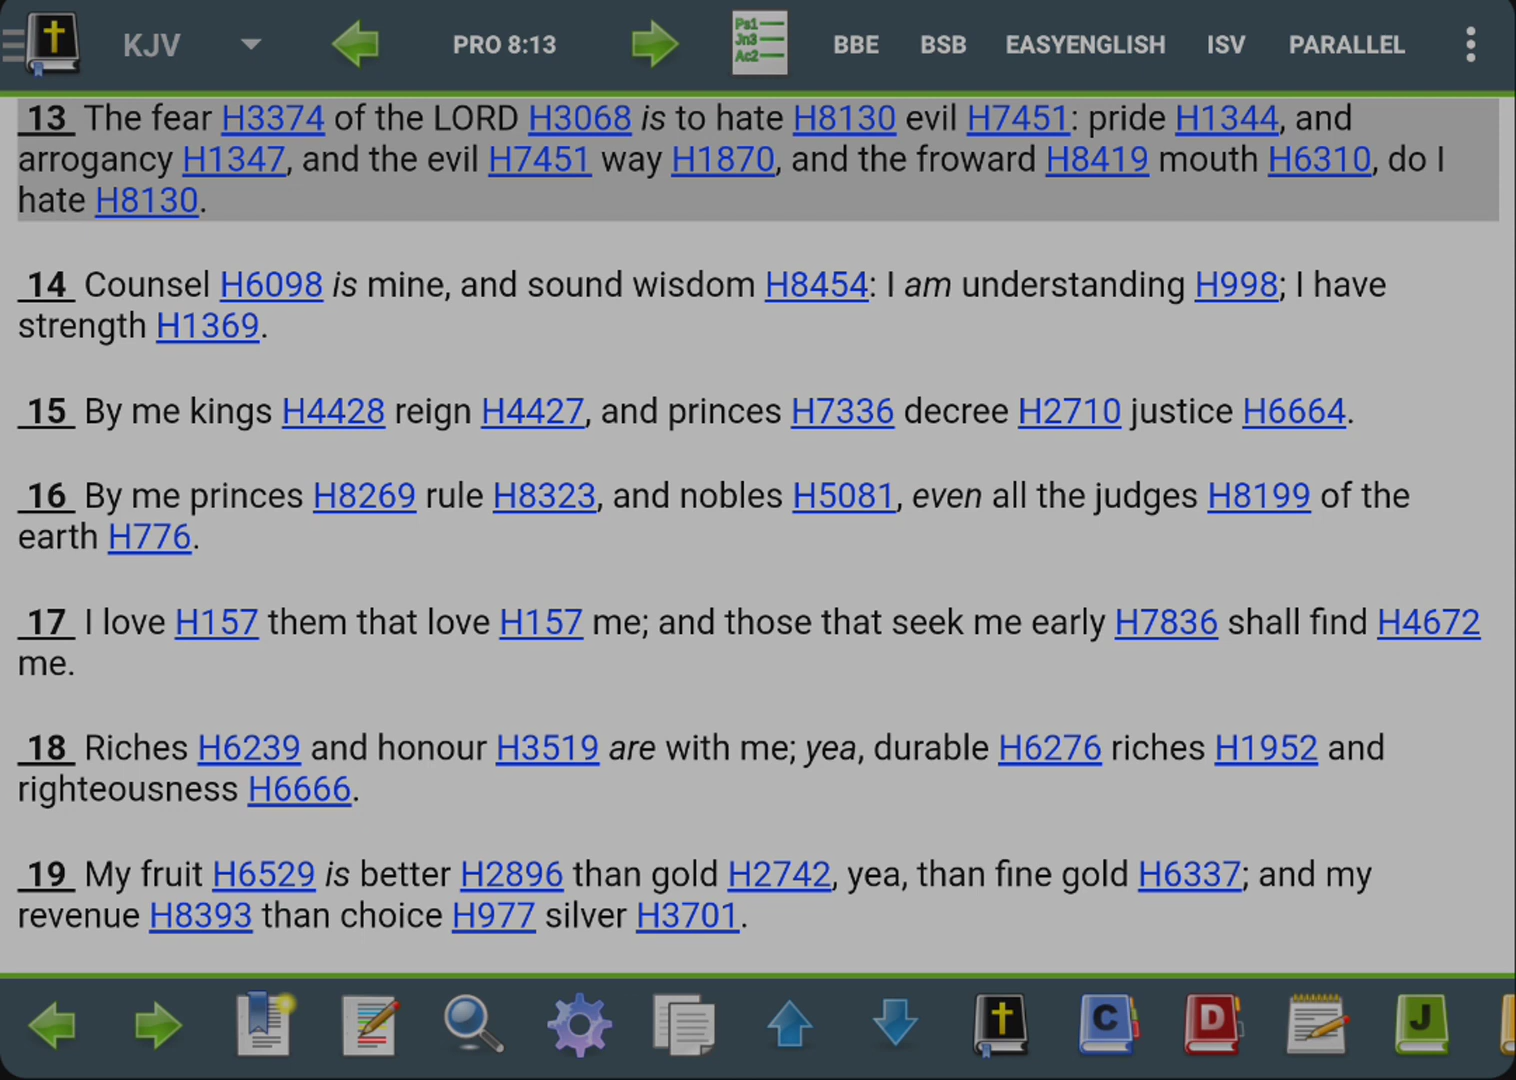 KJV PRO 8:13 Ps1 Jn3 Ac2 BBE BSB EASYENGLISH ISV PARALLEL
13 The fear H3374 of the LORD H3068 is to hate H8130 evil H7451: pride H1344, and
arrogancy H1347, and the evil H7451 way H1870, and the froward H8419 mouth H6310, do I
hate H8130.
14 Counsel H6098 is mine, and sound wisdom H8454: I am understanding H998; I have
strength H1369.
15 By me kings H4428 reign H4427, and princes H7336 decree H2710 justice H6664.
16 By me princes H8269 rule H8323, and nobles H5081, even all the judges H8199 of the
earth H776.
17 I love H157 them that love H157 me; and those that seek me early H7836 shall find H4672
me.
18 Riches H6239 and honour H3519 are with me; yea, durable H6276 riches H1952 and
righteousness H6666.
19 My fruit H6529 is better H2896 than gold H2742, yea, than fine gold H6337; and my
revenue H8393 than choice H977 silver H3701.
C D J